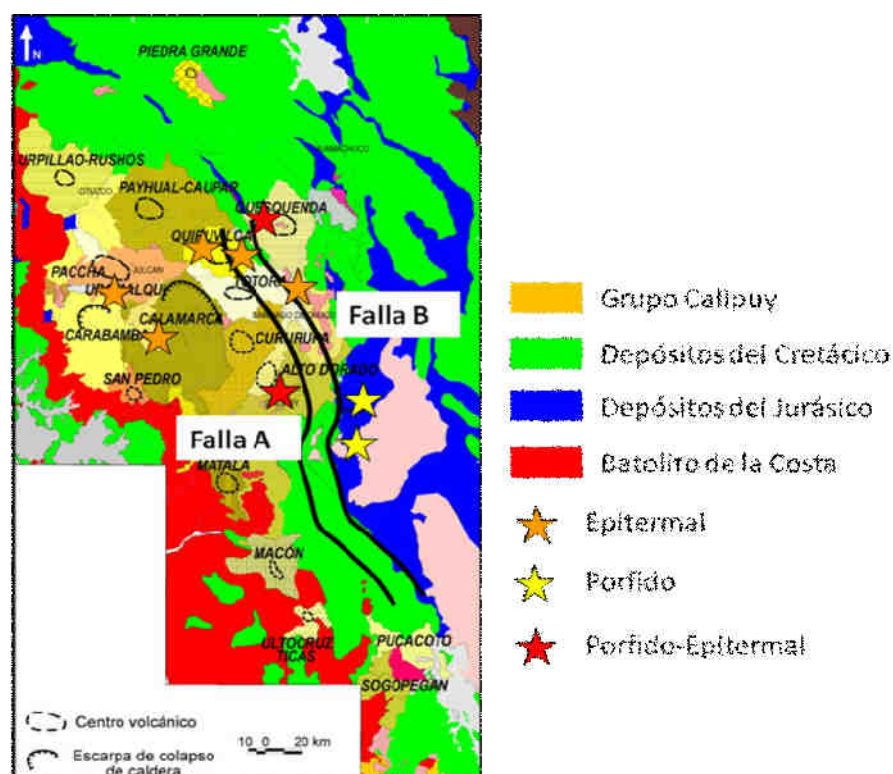 N
PIEDRA GRANDE
URPILLAO-RUSHOS
PAYHUAL-CAUPAR
QUESQUENDA
QUIRUVILCA
PACCHA
TOTORA
Falla B
CARABAMBA
CALAMARCA
CURURUPA
ALTO DORADO
SAN PEDRO
Falla A
MATALA
MACÓN
ULTOCRUZ
TICAS
PUCACOTO
SOGOPEGAN
Centro volcánico
10 0 20 km
Escarpa de colapso
de caldera
Grupo Calipuy
Depósitos del Cretácico
Depósitos del Jurásico
Batolito de la Costa
Epitermal
Porfido
Porfido-Epitermal